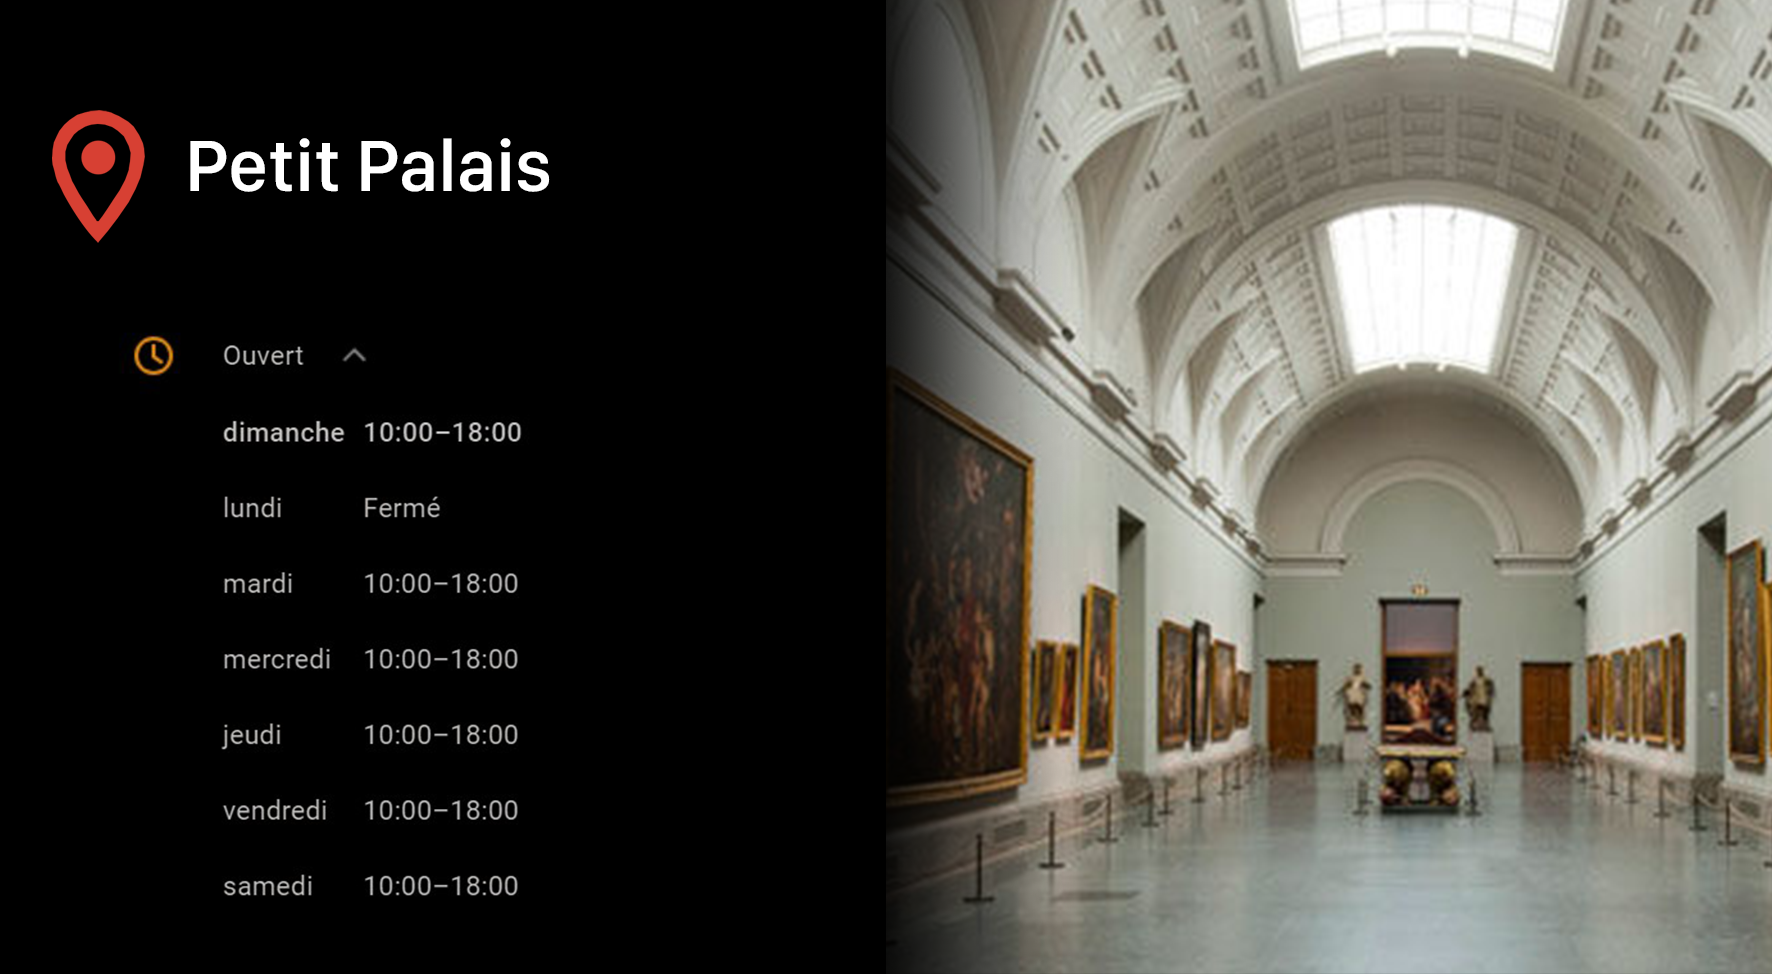 Petit Palais
Ouvert
dimanche 10:00–18:00
lundi Fermé
mardi 10:00–18:00
mercredi 10:00–18:00
jeudi 10:00–18:00
vendredi 10:00–18:00
samedi 10:00–18:00